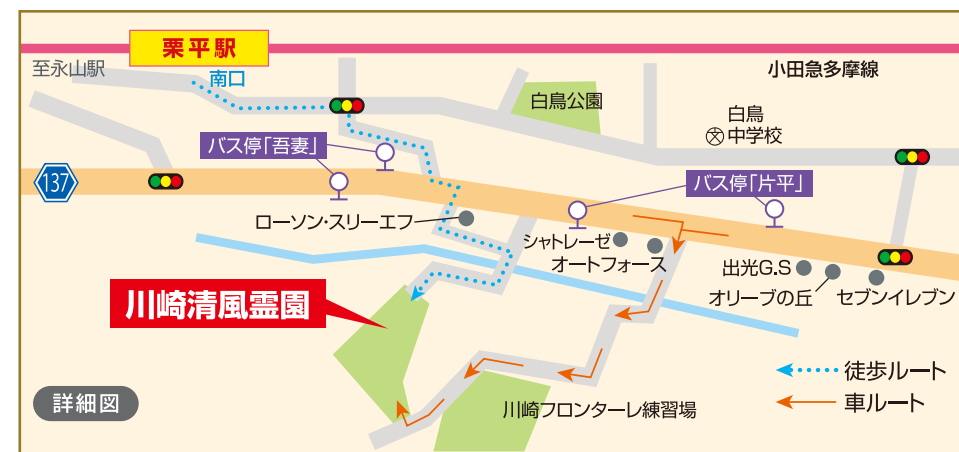 栗平駅
至永山駅
南口
小田急多摩線
白鳥公園
白鳥
文中学校
バス停「吾妻」
バス停「片平」
137
ローソン・スリーエフ
シャトレーゼ
オートフォース
出光G.S
オリーブの丘
セブンイレブン
川崎清風霊園
徒歩ルート
車ルート
川崎フロンターレ練習場
詳細図